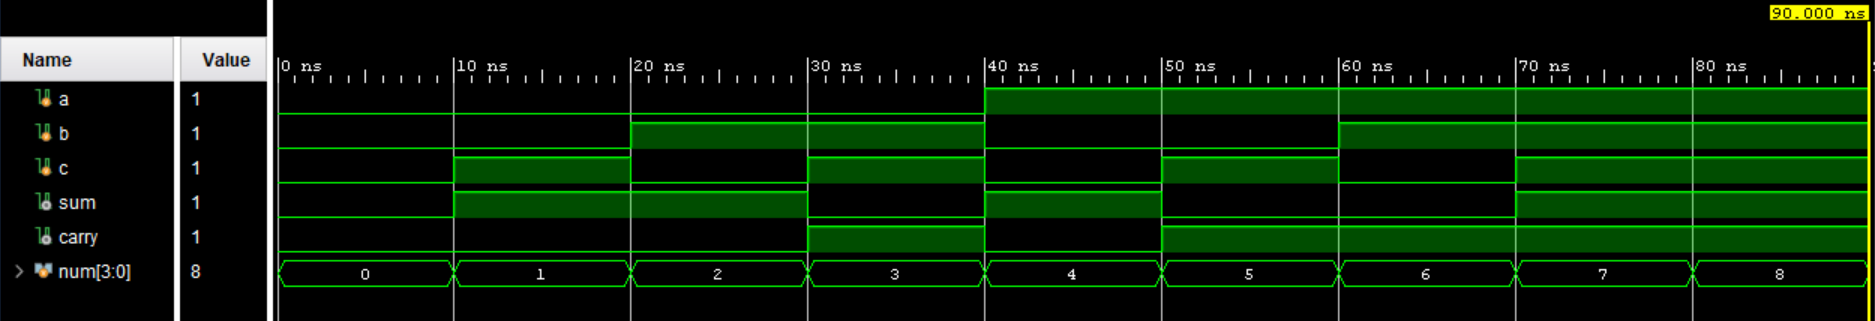 90.000 ns
Name Value 0 ns 10 ns 20 ns 30 ns 40 ns 50 ns 60 ns 70 ns 80 ns
a 1
b 1
c 1
sum 1
carry 1
num[3:0] 8 0 1 2 3 4 5 6 7 8